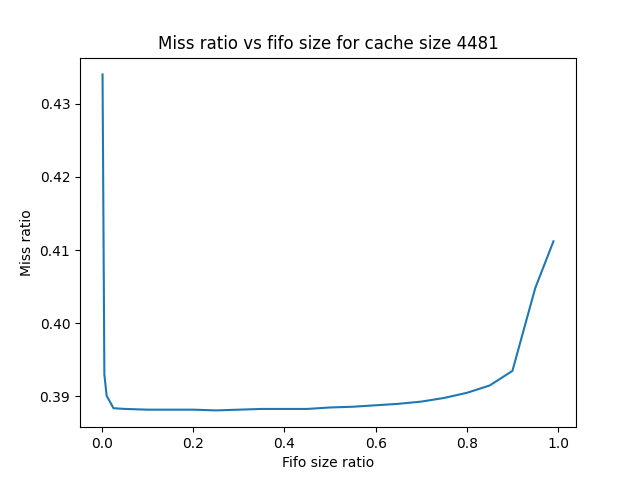 Miss ratio vs fifo size for cache size 4481
0.43
0.42
0.41
0.40
0.39
Miss ratio
0.0 0.2 0.4 0.6 0.8 1.0
Fifo size ratio